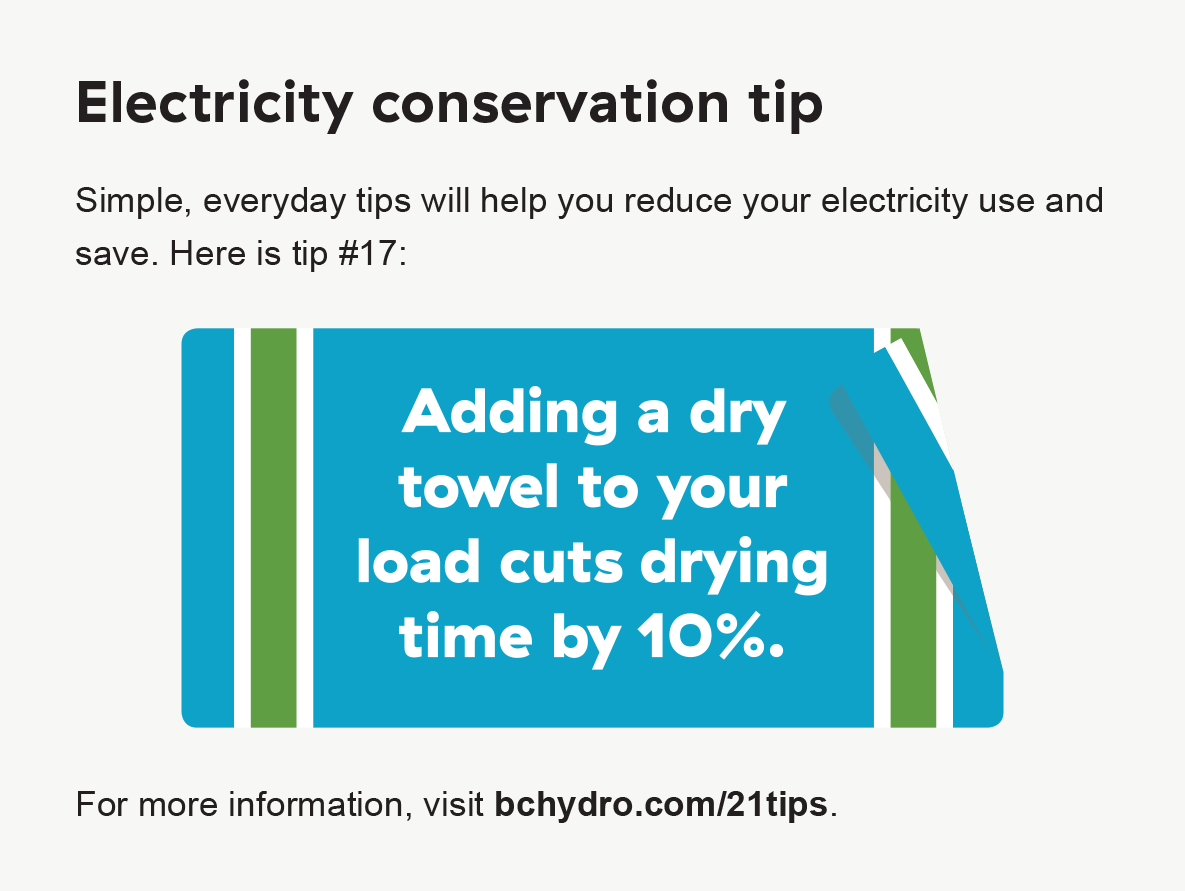 Electricity conservation tip
Simple, everyday tips will help you reduce your electricity use and
save. Here is tip #17:
Adding a dry
towel to your
load cuts drying
time by 10%.
For more information, visit bchydro.com/21tips.